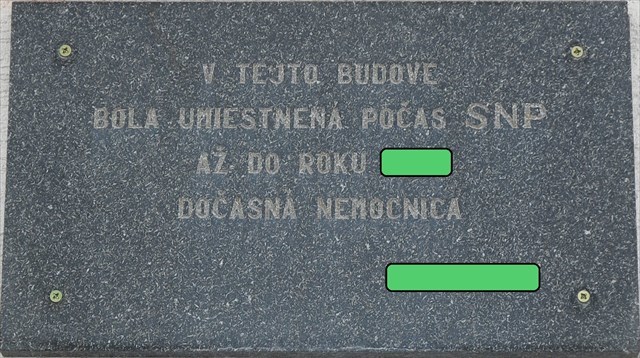 V TEJTO BUDOVE
BOLA UMIESTNENÁ POČAS SNP
AŽ DO ROKU
DOČASNÁ NEMOCNICA